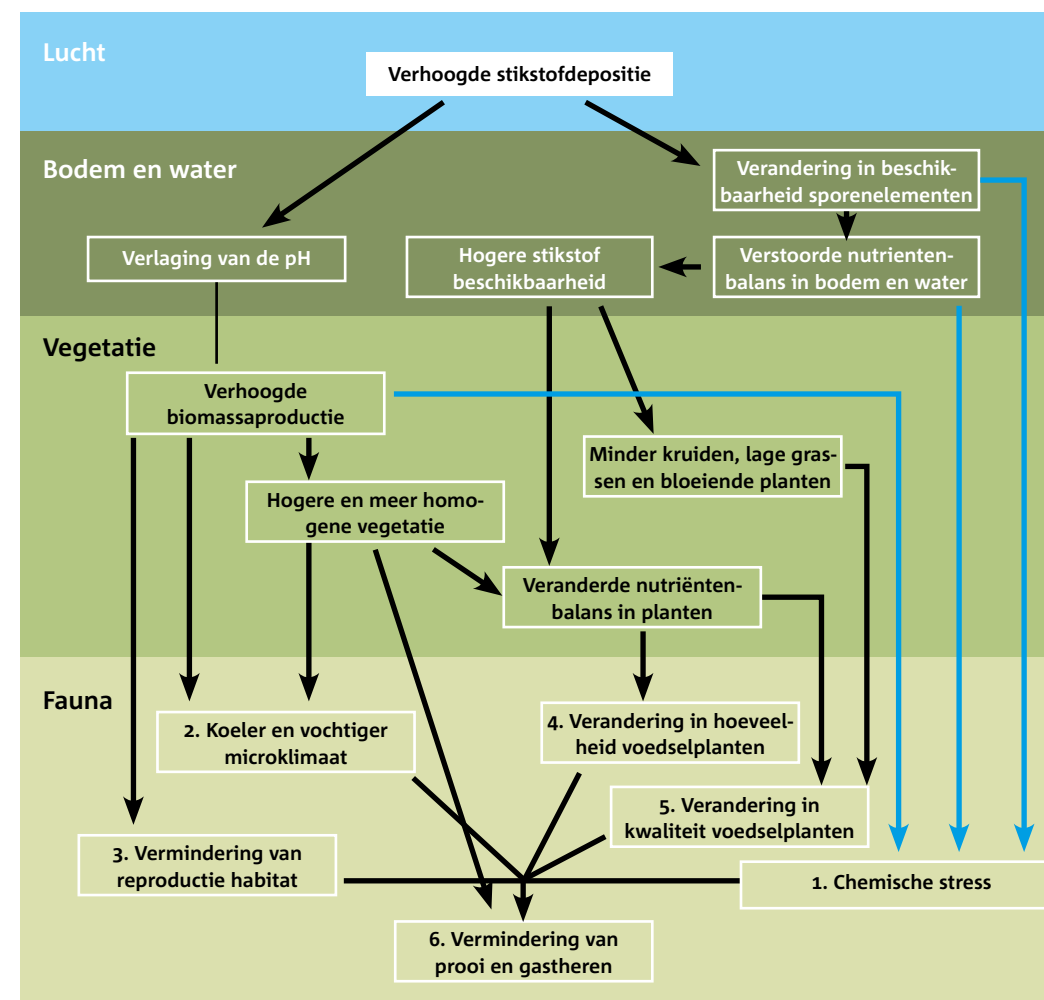 Lucht
Verhoogde stikstofdepositie
Bodem en water
Verandering in beschik-
baarheid sporenelementen
Verlaging van de pH
Hogere stikstof
beschikbaarheid
Verstoorde nutrienten-
balans in bodem en water
Vegetatie
Verhoogde
biomassaproductie
Minder kruiden, lage gras-
sen en bloeiende planten
Hogere en meer homo-
gene vegetatie
Veranderde nutriënten-
balans in planten
Fauna
2. Koeler en vochtiger
microklimaat
4. Verandering in hoeveel-
heid voedselplanten
5. Verandering in
kwaliteit voedselplanten
3. Vermindering van
reproductie habitat
1. Chemische stress
6. Vermindering van
prooi en gastheren